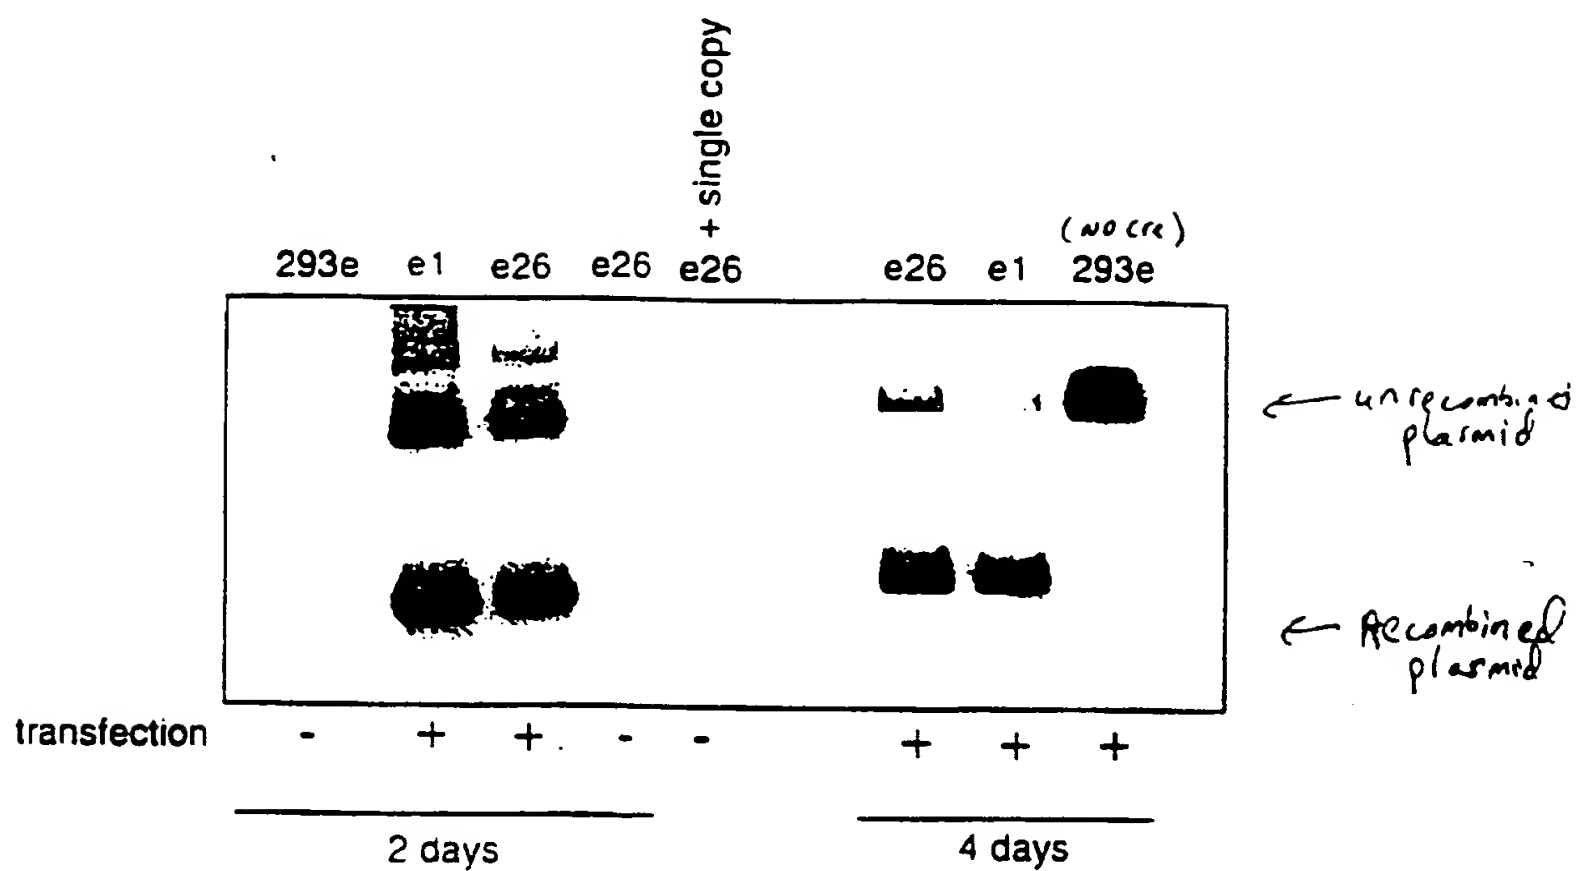 + single copy
(NO Cre)
293e e1 e26 e26 e26 e26 e1 293e
← unrecombined
plasmid
← Recombined
plasmid
transfection - + + - - + + +
2 days 4 days